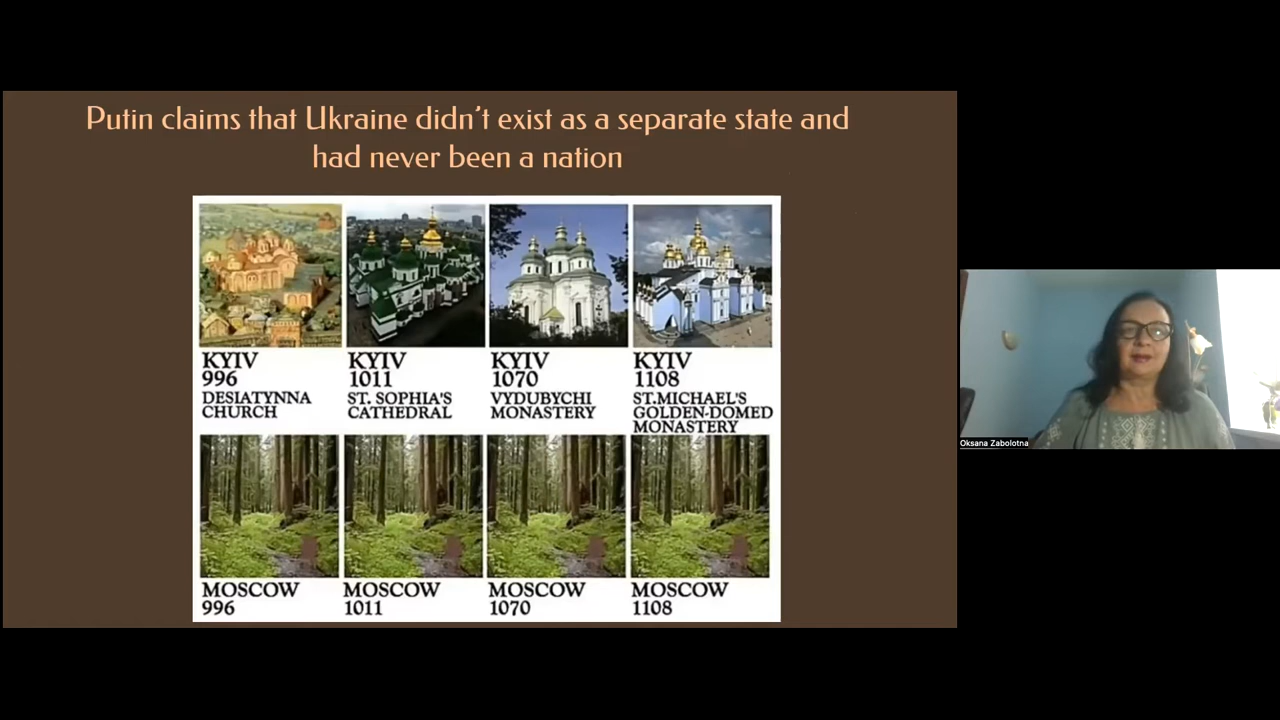 Putin claims that Ukraine didn't exist as a separate state and
had never been a nation
KYIV
996
DESIATYNNA
CHURCH
KYIV
1011
ST. SOPHIA'S
CATHEDRAL
KYIV
1070
VYDUBYCHI
MONASTERY
KYIV
1108
ST.MICHAEL'S
GOLDEN-DOMED
MONASTERY
MOSCOW
996
MOSCOW
1011
MOSCOW
1070
MOSCOW
1108
Oksana Zabolotna